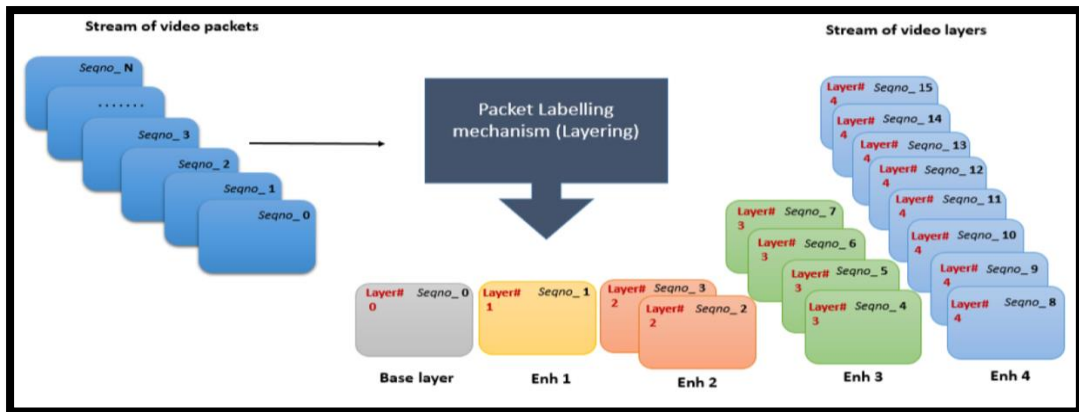 Stream of video packets
Stream of video layers
Seqno_ N
.......
Seqno_ 3
Seqno_ 2
Seqno_ 1
Seqno_ 0
Packet Labelling
mechanism (Layering)
Layer# Seqno_ 15
4
Layer# Seqno_ 14
4
Layer# Seqno_ 13
4
Layer# Seqno_ 12
4
Layer# Seqno_ 11
4
Layer# Seqno_ 10
4
Layer# Seqno_ 9
4
Layer# Seqno_ 8
4
Layer# Seqno_ 7
3
Layer# Seqno_ 6
3
Layer# Seqno_ 5
3
Layer# Seqno_ 4
3
Layer# Seqno_ 0
0
Layer# Seqno_ 1
1
Layer# Seqno_ 3
2
Layer# Seqno_ 2
2
Base layer
Enh 1
Enh 2
Enh 3
Enh 4